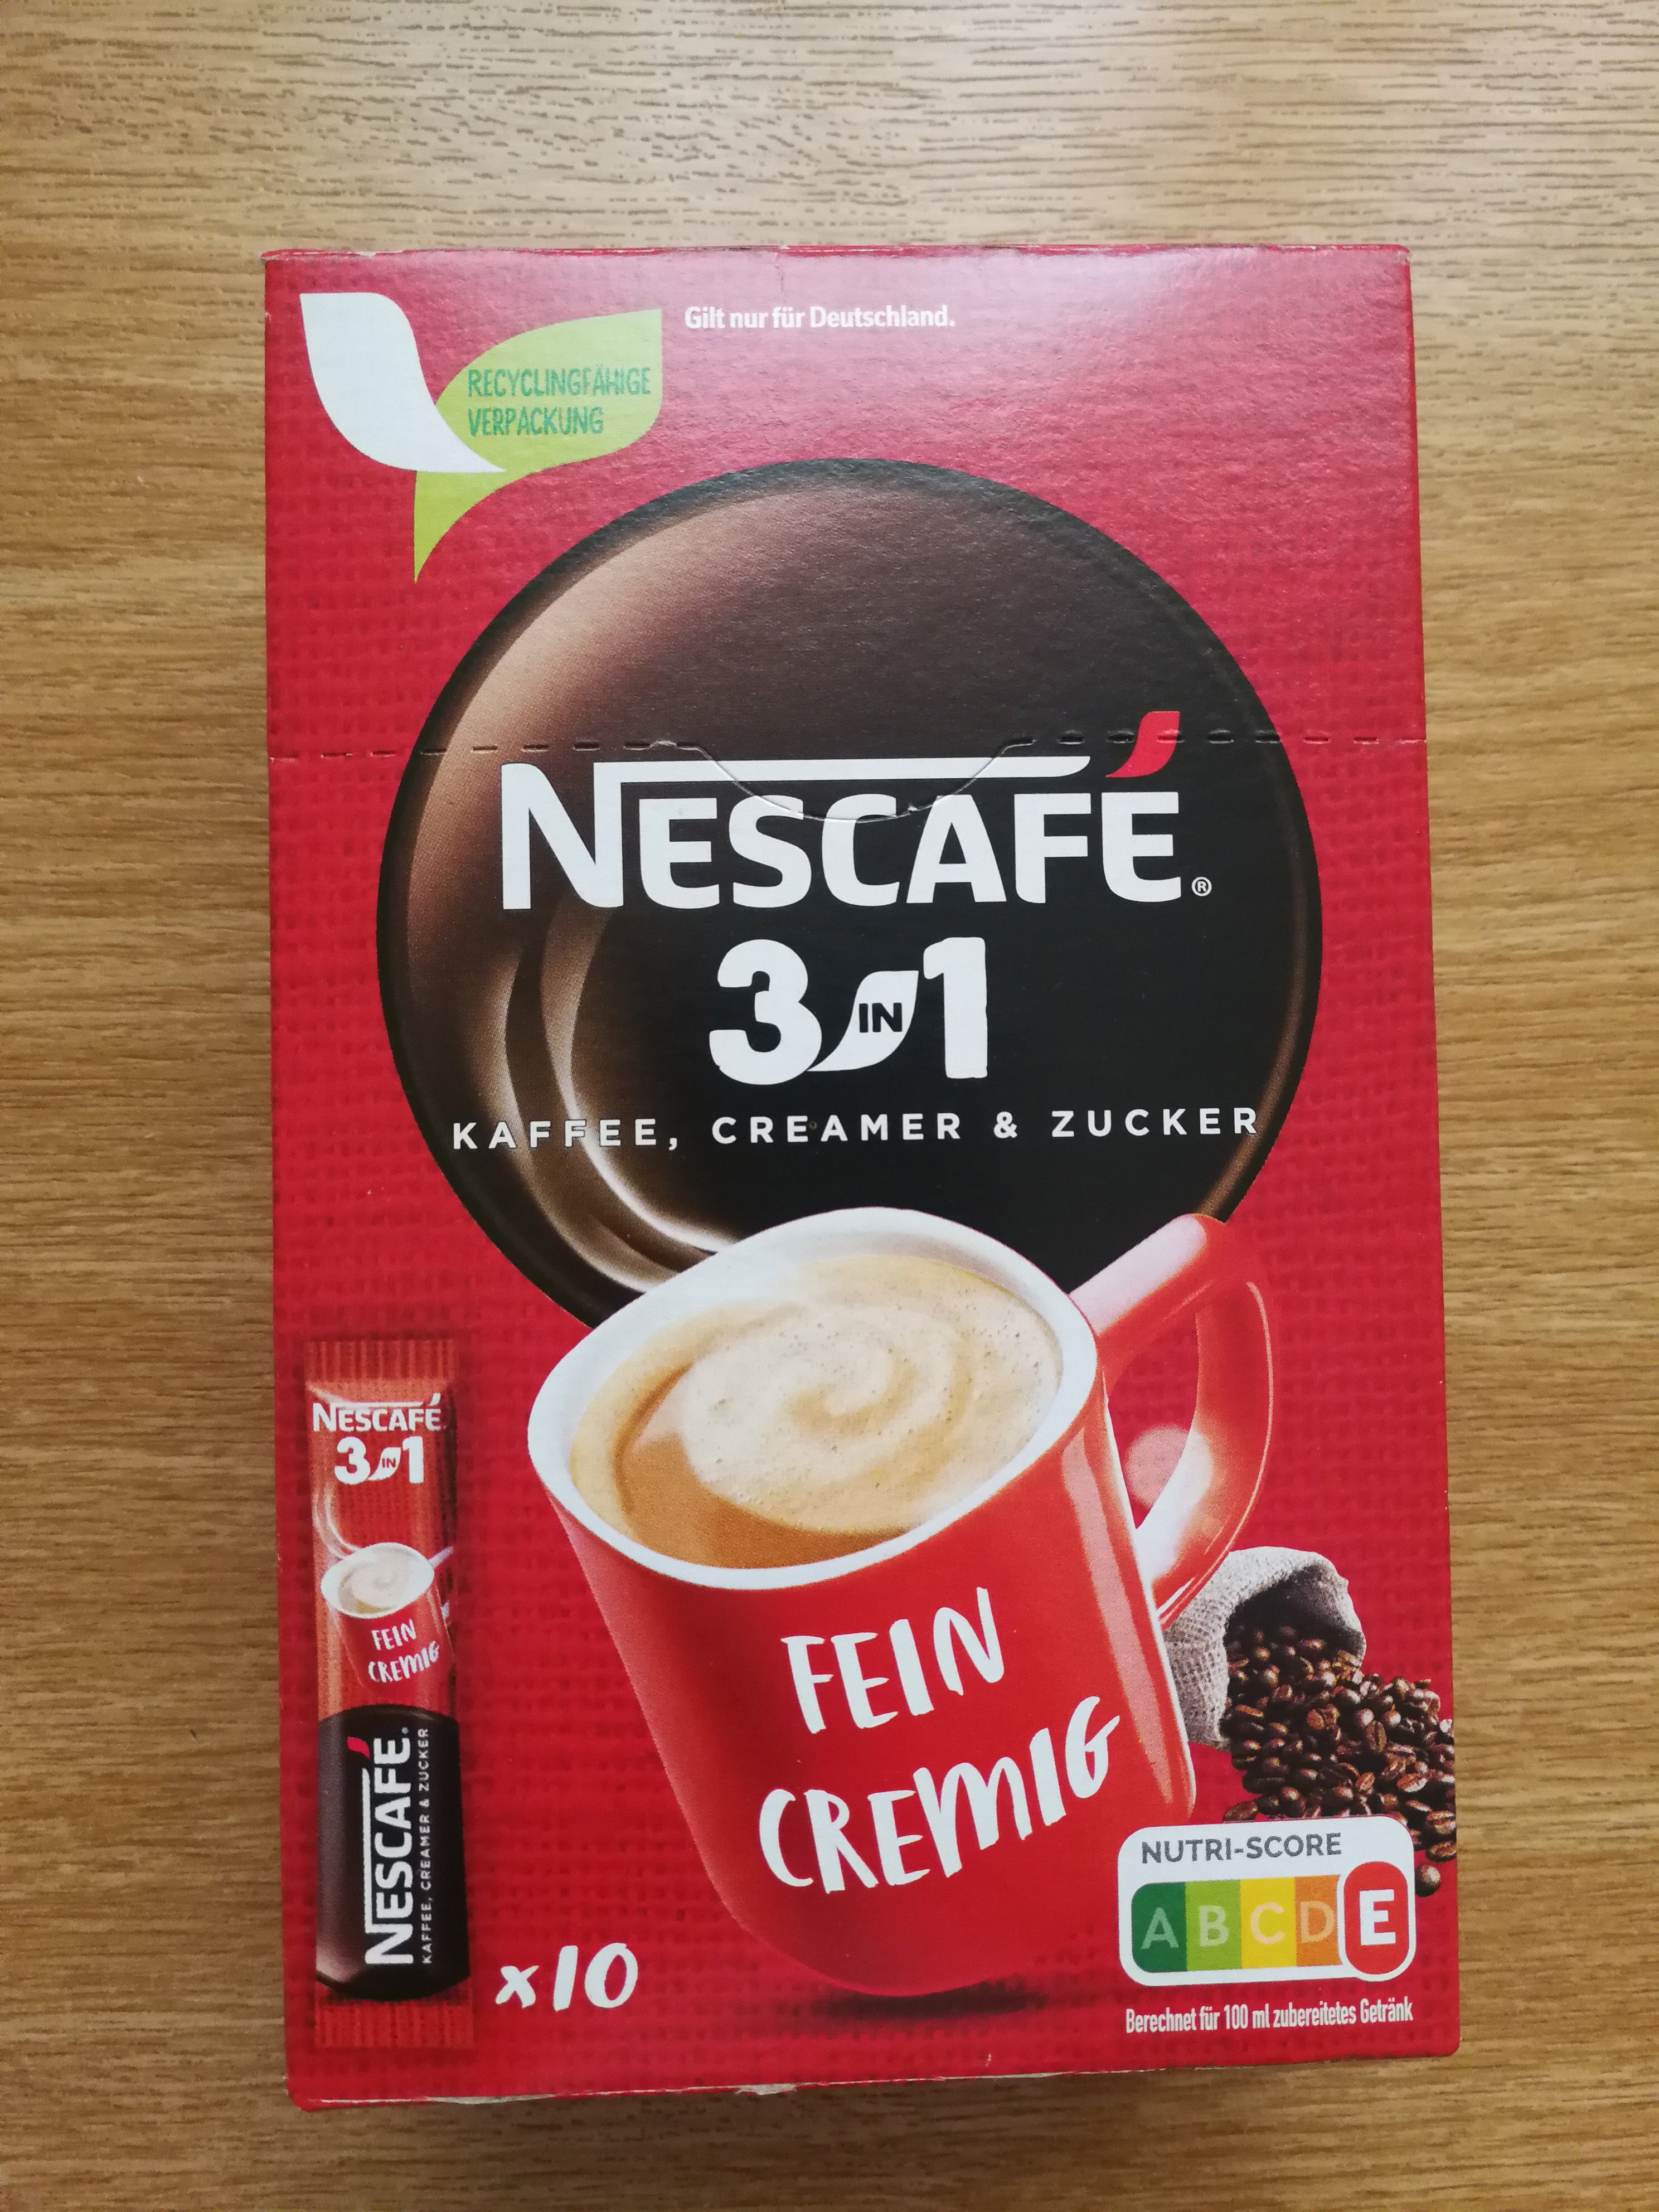 Gilt nur für Deutschland.
RECYCLINGFÄHIGE
VERPACKUNG
NESCAFÉ®
3 IN 1
KAFFEE, CREAMER & ZUCKER
NESCAFÉ
3 IN 1
FEIN
CREMIG
NESCAFÉ®
KAFFEE, CREAMER & ZUCKER
x10
FEIN
CREMIG
NUTRI-SCORE
A B C D E
Berechnet für 100 ml zubereitetes Getränk